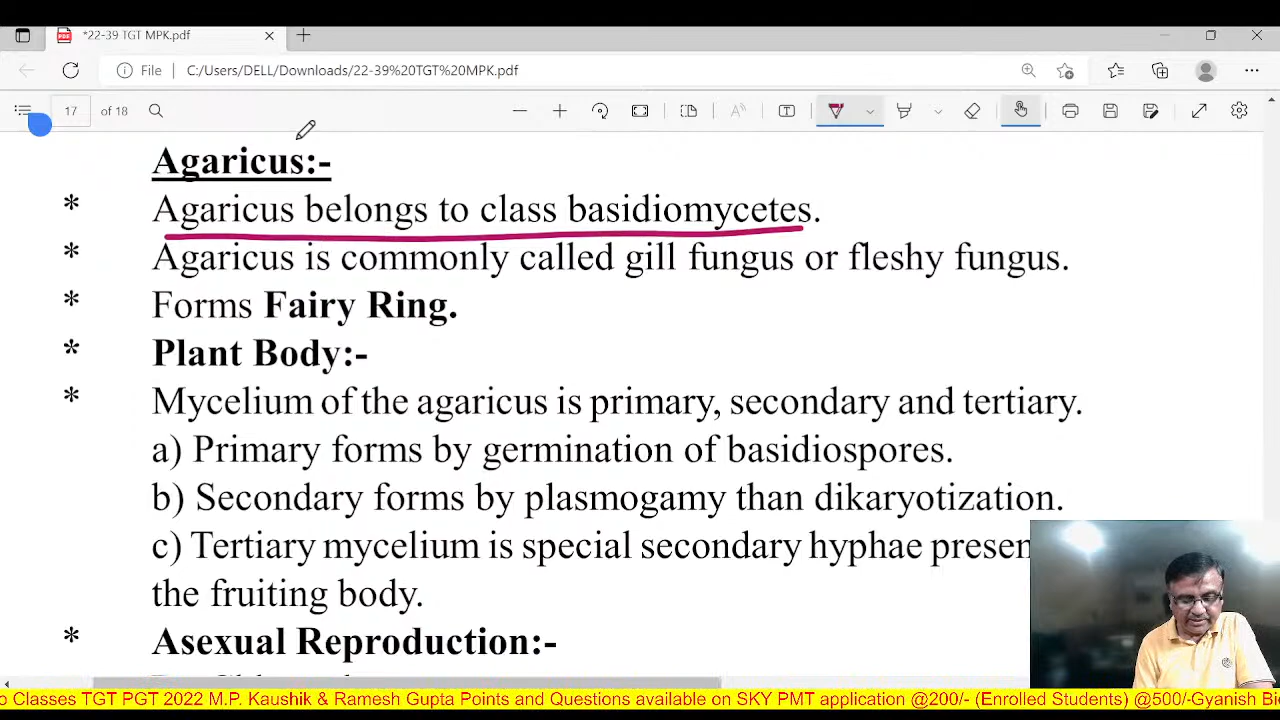 *22-39 TGT MPK.pdf
File C:/Users/DELL/Downloads/22-39%20TGT%20MPK.pdf
17 of 18
Agaricus:-
* Agaricus belongs to class basidiomycetes.
* Agaricus is commonly called gill fungus or fleshy fungus.
* Forms Fairy Ring.
* Plant Body:-
* Mycelium of the agaricus is primary, secondary and tertiary.
a) Primary forms by germination of basidiospores.
b) Secondary forms by plasmogamy than dikaryotization.
c) Tertiary mycelium is special secondary hyphae presen
the fruiting body.
* Asexual Reproduction:-
o Classes TGT PGT 2022 M.P. Kaushik & Ramesh Gupta Points and Questions available on SKY PMT application @200/- (Enrolled Students) @500/-Gyanish Bi